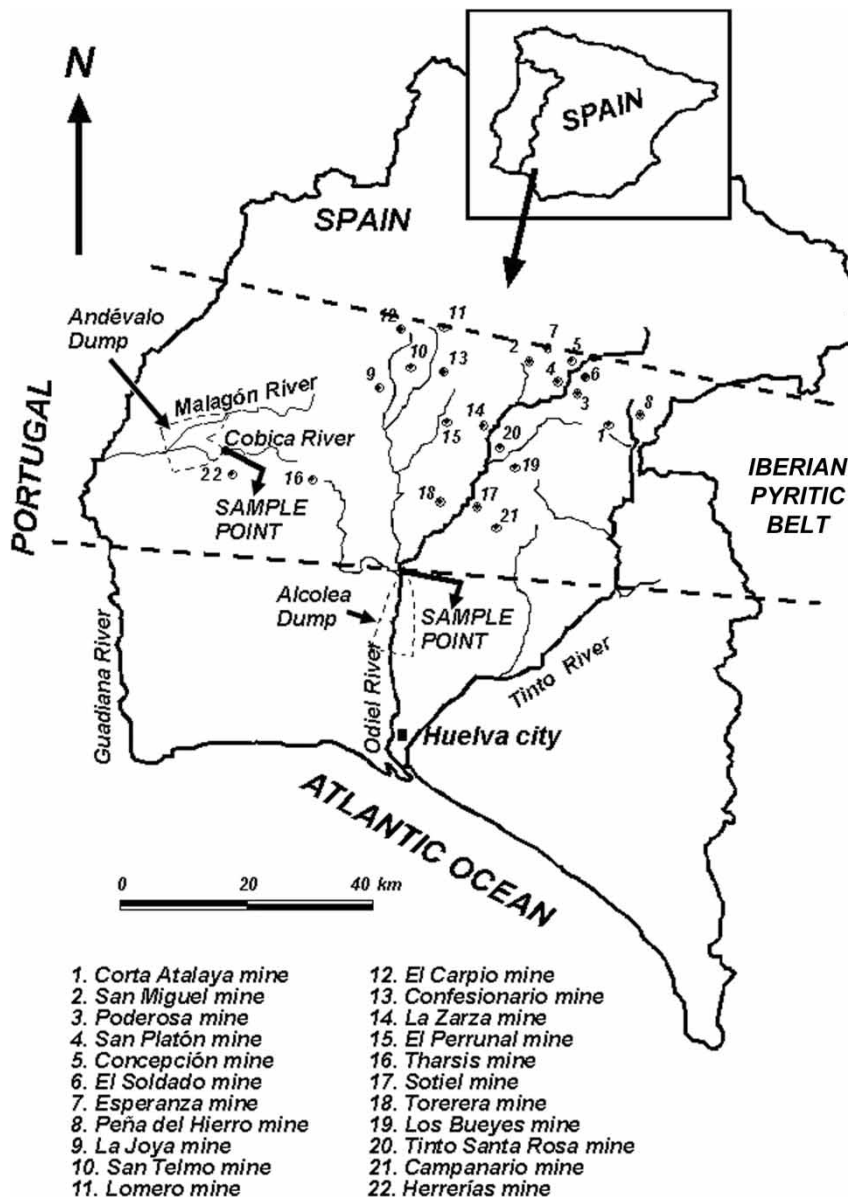 N
SPAIN
SPAIN
Andévalo
Dump
12
11
7
2
5
10
13
4
6
9
3
8
Malagón River
14
1
15
Cobica River
20
22
16
19
SAMPLE
POINT
18
17
21
PORTUGAL
IBERIAN
PYRITIC
BELT
Alcolea
Dump
SAMPLE
POINT
Guadiana River
Odiel River
Tinto River
Huelva city
ATLANTIC OCEAN
0 20 40 km
1. Corta Atalaya mine
2. San Miguel mine
3. Poderosa mine
4. San Platón mine
5. Concepción mine
6. El Soldado mine
7. Esperanza mine
8. Peña del Hierro mine
9. La Joya mine
10. San Telmo mine
11. Lomero mine
12. El Carpio mine
13. Confesionario mine
14. La Zarza mine
15. El Perrunal mine
16. Tharsis mine
17. Sotiel mine
18. Torerera mine
19. Los Bueyes mine
20. Tinto Santa Rosa mine
21. Campanario mine
22. Herrerías mine